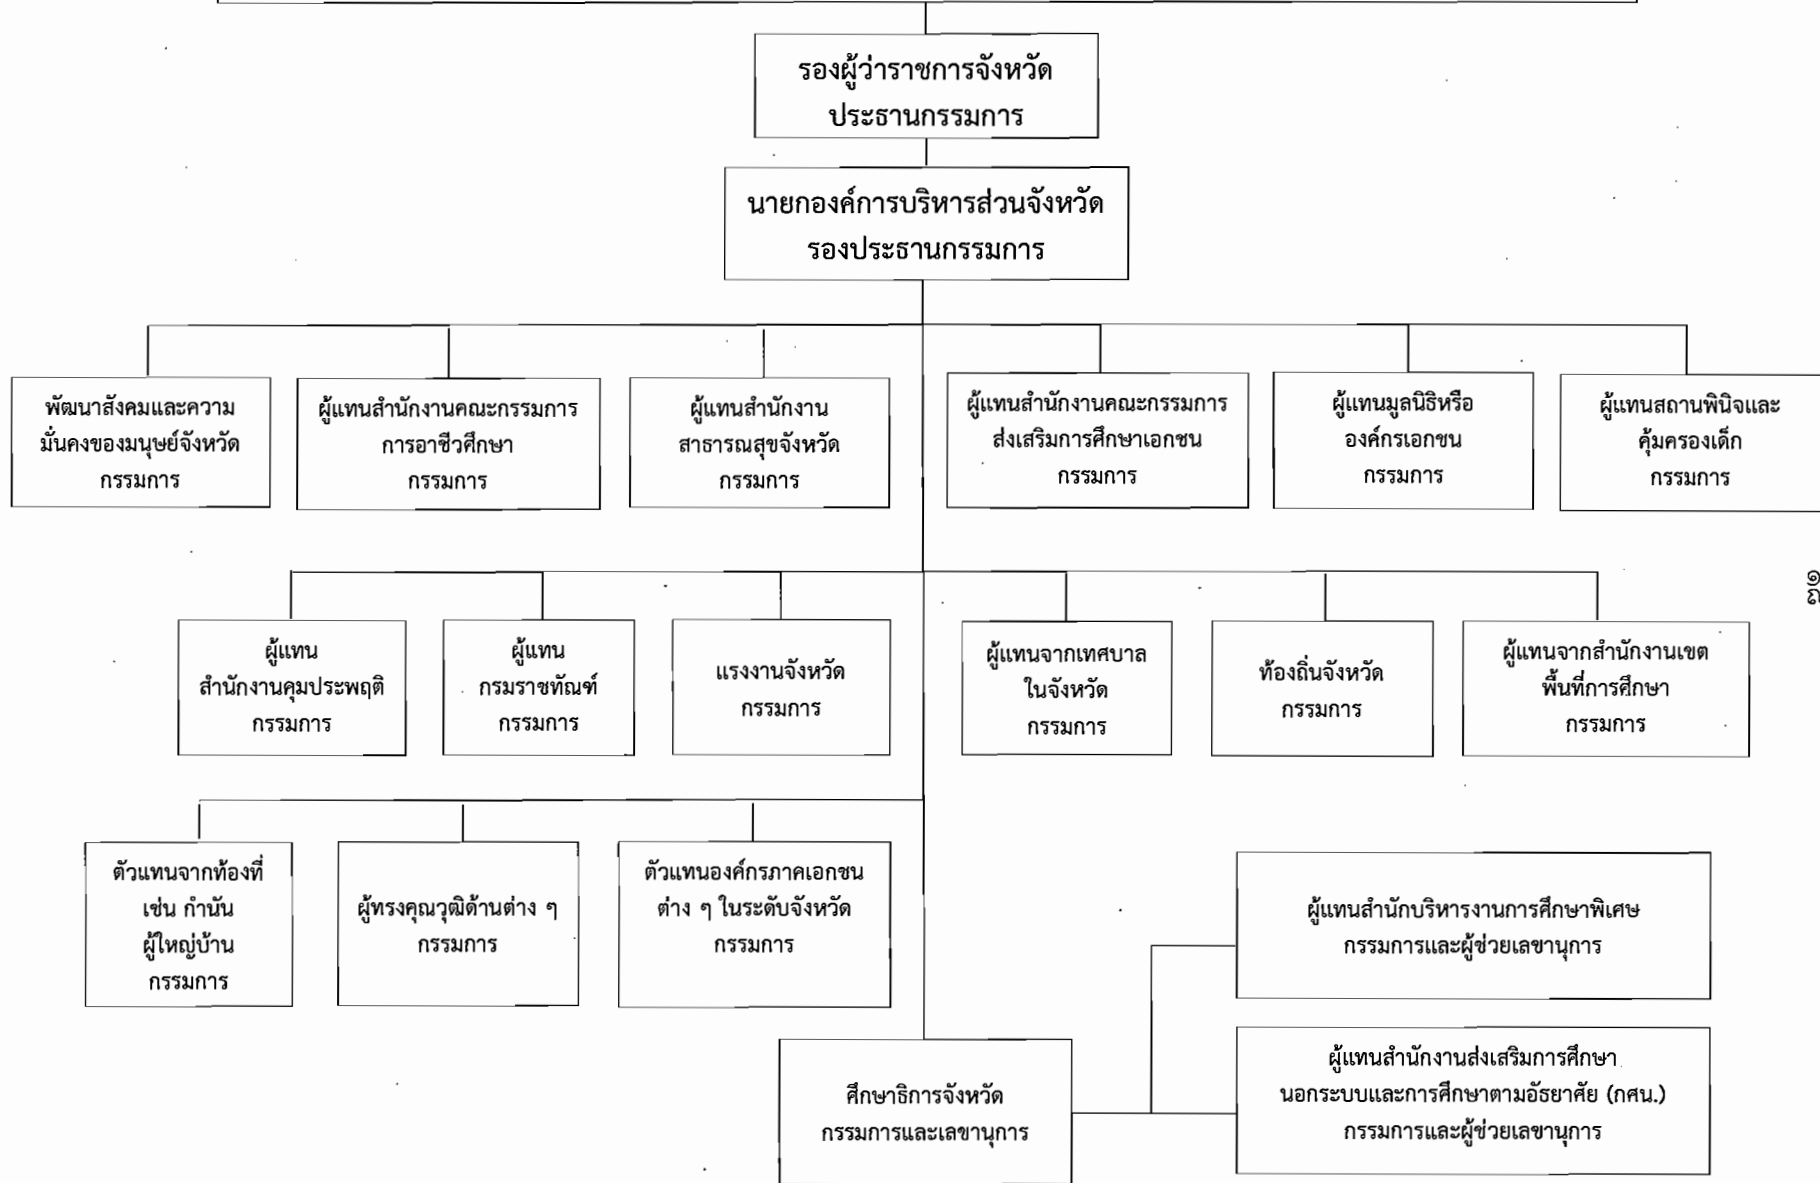 รองผู้ว่าราชการจังหวัด
ประธานกรรมการ
นายกองค์การบริหารส่วนจังหวัด
รองประธานกรรมการ
พัฒนาสังคมและความ
มั่นคงของมนุษย์จังหวัด
กรรมการ
ผู้แทนสำนักงานคณะกรรมการ
การอาชีวศึกษา
กรรมการ
ผู้แทนสำนักงาน
สาธารณสุขจังหวัด
กรรมการ
ผู้แทนสำนักงานคณะกรรมการ
ส่งเสริมการศึกษาเอกชน
กรรมการ
ผู้แทนมูลนิธิหรือ
องค์กรเอกชน
กรรมการ
ผู้แทนสถานพินิจและ
คุ้มครองเด็ก
กรรมการ
ผู้แทน
สำนักงานคุมประพฤติ
กรรมการ
ผู้แทน
กรมราชทัณฑ์
กรรมการ
แรงงานจังหวัด
กรรมการ
ผู้แทนจากเทศบาล
ในจังหวัด
กรรมการ
ท้องถิ่นจังหวัด
กรรมการ
ผู้แทนจากสำนักงานเขต
พื้นที่การศึกษา
กรรมการ
ตัวแทนจากท้องที่
เช่น กำนัน
ผู้ใหญ่บ้าน
กรรมการ
ผู้ทรงคุณวุฒิด้านต่าง ๆ
กรรมการ
ตัวแทนองค์กรภาคเอกชน
ต่าง ๆ ในระดับจังหวัด
กรรมการ
ผู้แทนสำนักบริหารงานการศึกษาพิเศษ
กรรมการและผู้ช่วยเลขานุการ
ศึกษาธิการจังหวัด
กรรมการและเลขานุการ
ผู้แทนสำนักงานส่งเสริมการศึกษา
นอกระบบและการศึกษาตามอัธยาศัย (กศน.)
กรรมการและผู้ช่วยเลขานุการ